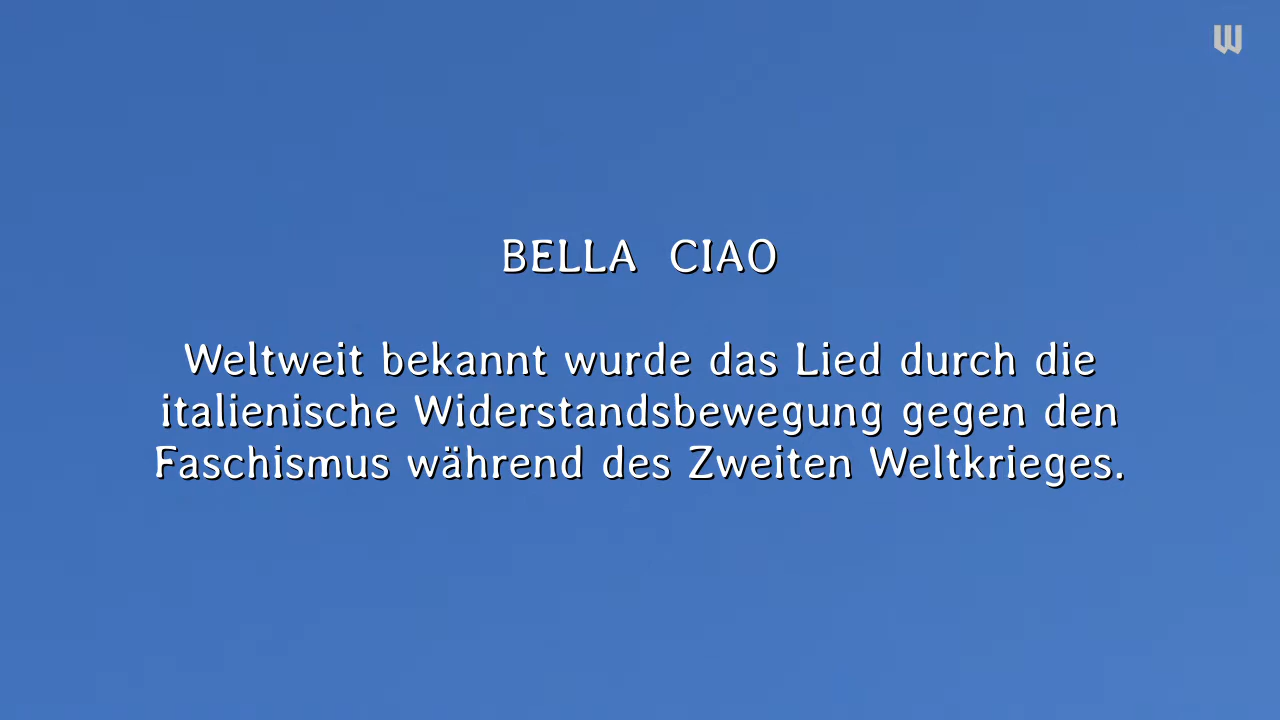 BELLA CIAO
Weltweit bekannt wurde das Lied durch die
italienische Widerstandsbewegung gegen den
Faschismus während des Zweiten Weltkrieges.